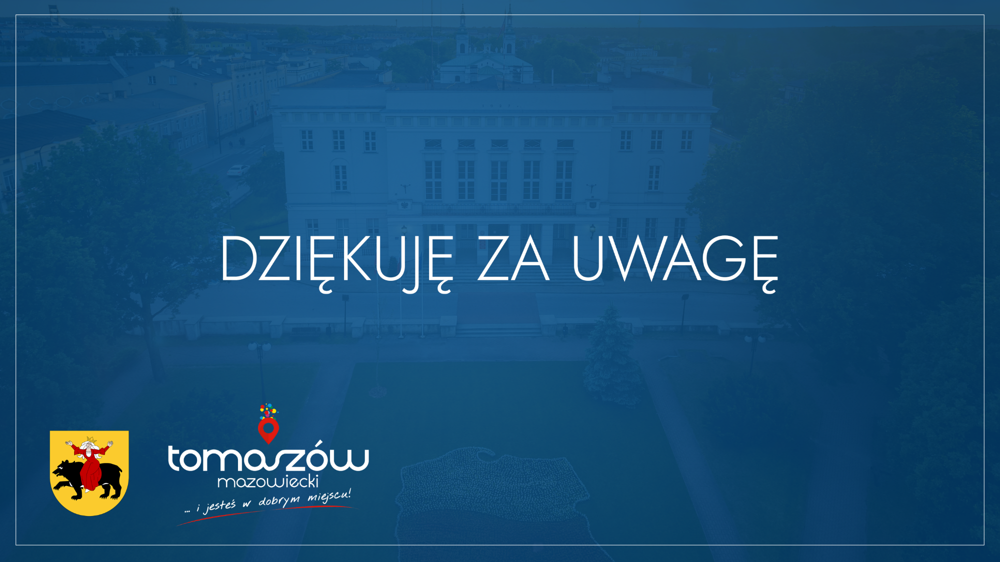 DZIĘKUJĘ ZA UWAGĘ
tomaszów
mazowiecki
... i jesteś w dobrym miejscu!